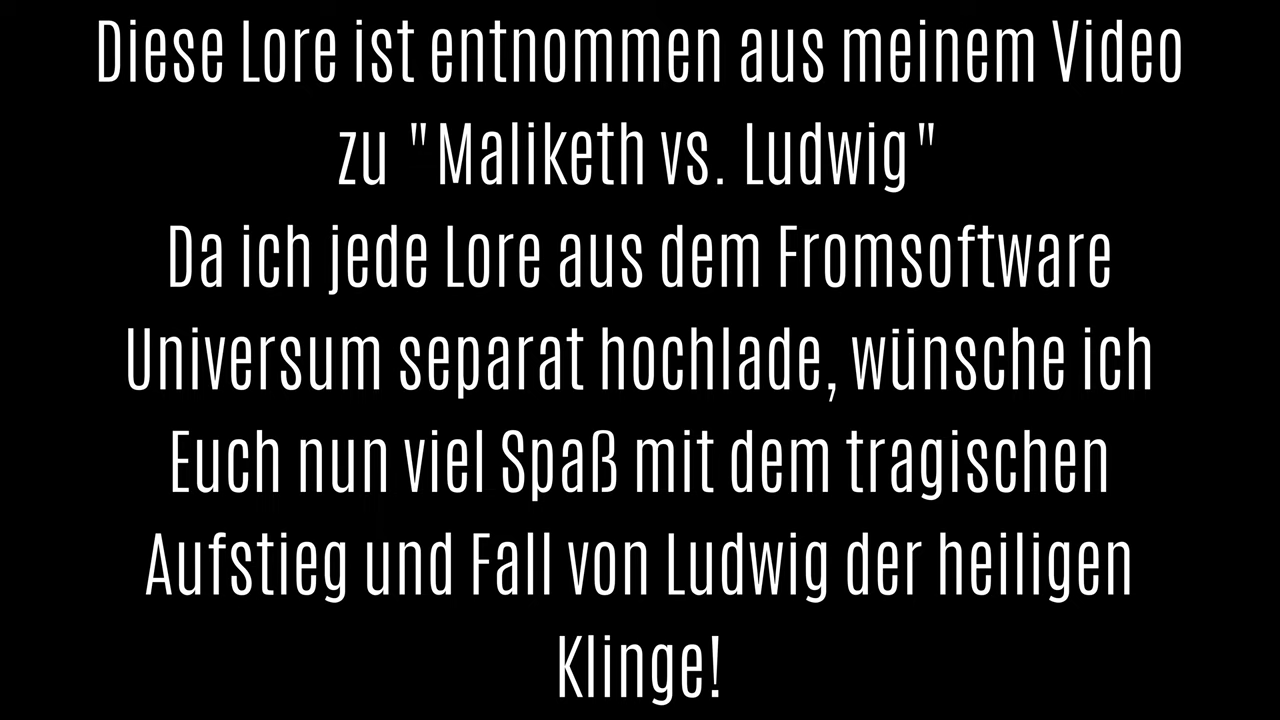 Diese Lore ist entnommen aus meinem Video
zu "Maliketh vs. Ludwig"
Da ich jede Lore aus dem Fromsoftware
Universum separat hochlade, wünsche ich
Euch nun viel Spaß mit dem tragischen
Aufstieg und Fall von Ludwig der heiligen
Klinge!